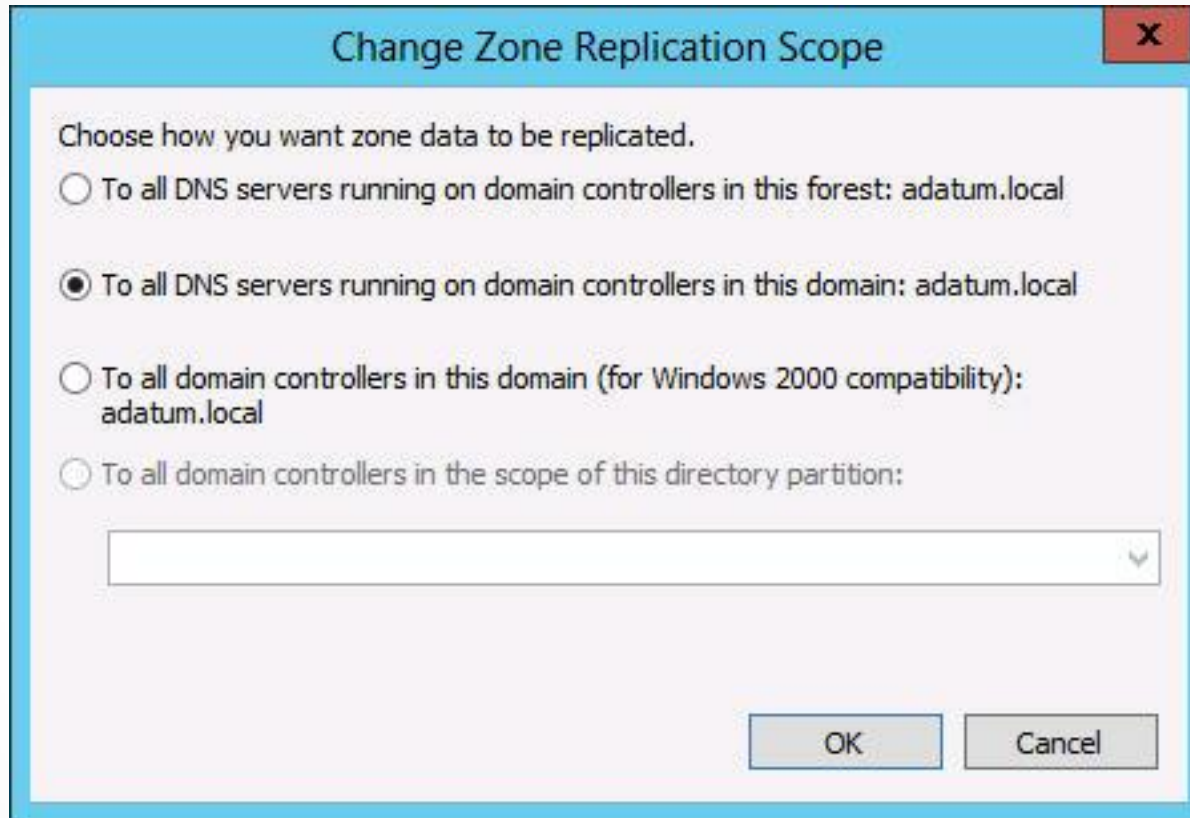 Change Zone Replication Scope
x
Choose how you want zone data to be replicated.
To all DNS servers running on domain controllers in this forest: adatum.local
To all DNS servers running on domain controllers in this domain: adatum.local
To all domain controllers in this domain (for Windows 2000 compatibility):
adatum.local
To all domain controllers in the scope of this directory partition:
OK
Cancel